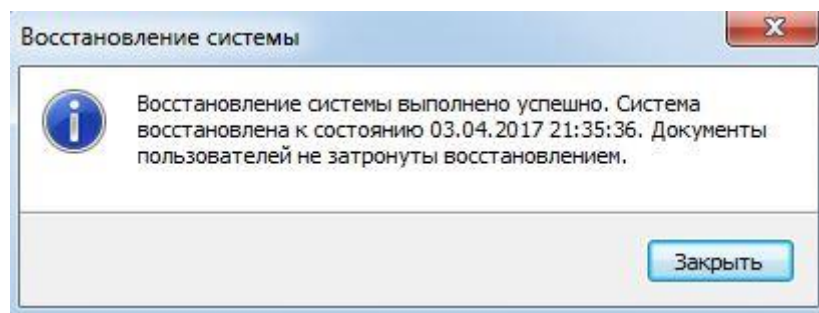 Восстановление системы
Восстановление системы выполнено успешно. Система
восстановлена к состоянию 03.04.2017 21:35:36. Документы
пользователей не затронуты восстановлением.
Закрыть